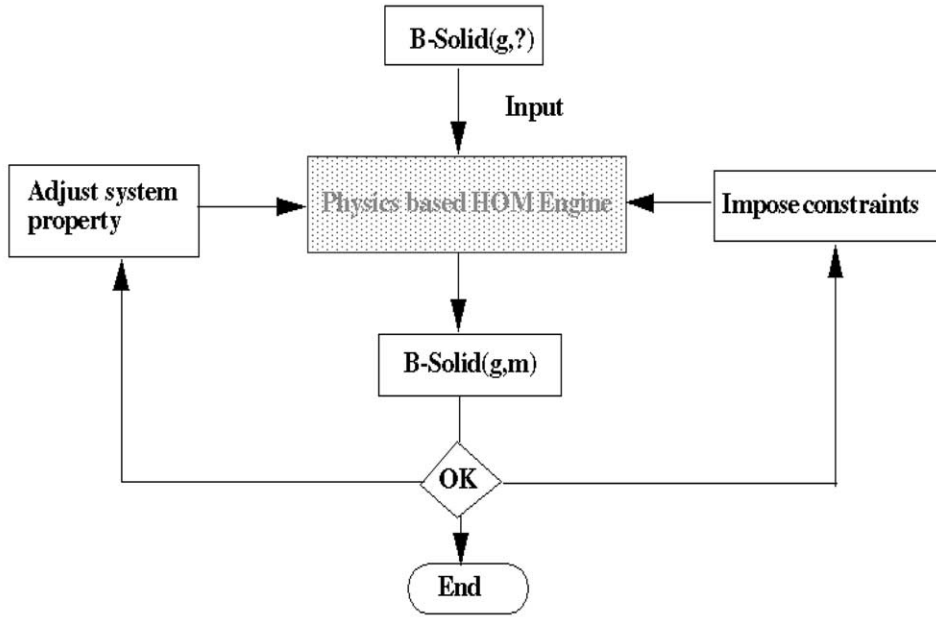 B-Solid(g,?)
Input
Adjust system
property
Physics based HOM Engine
Impose constraints
B-Solid(g,m)
OK
End